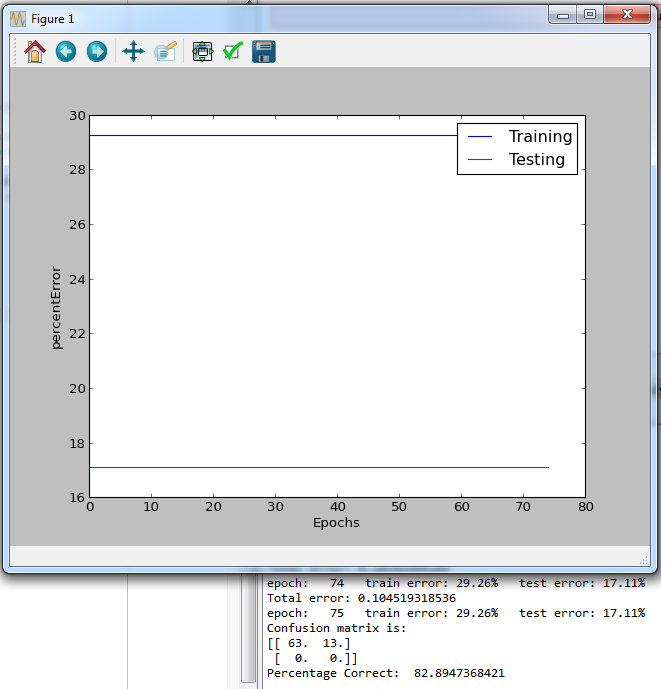 Figure 1
30
28
26
24
22
20
18
16
percentError
Training
Testing
0 10 20 30 40 50 60 70 80
Epochs
epoch: 74 train error: 29.26% test error: 17.11%
Total error: 0.104519318536
epoch: 75 train error: 29.26% test error: 17.11%
Confusion matrix is:
[[ 63. 13.]
[ 0. 0.]]
Percentage Correct: 82.8947368421